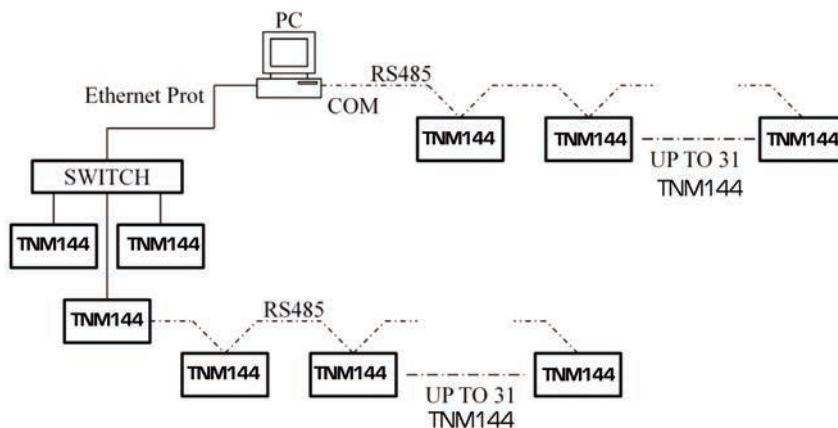 PC
RS485
Ethernet Prot
COM
TNM144 TNM144 TNM144
UP TO 31
TNM144
SWITCH
TNM144 TNM144
TNM144
RS485
TNM144 TNM144 TNM144
UP TO 31
TNM144